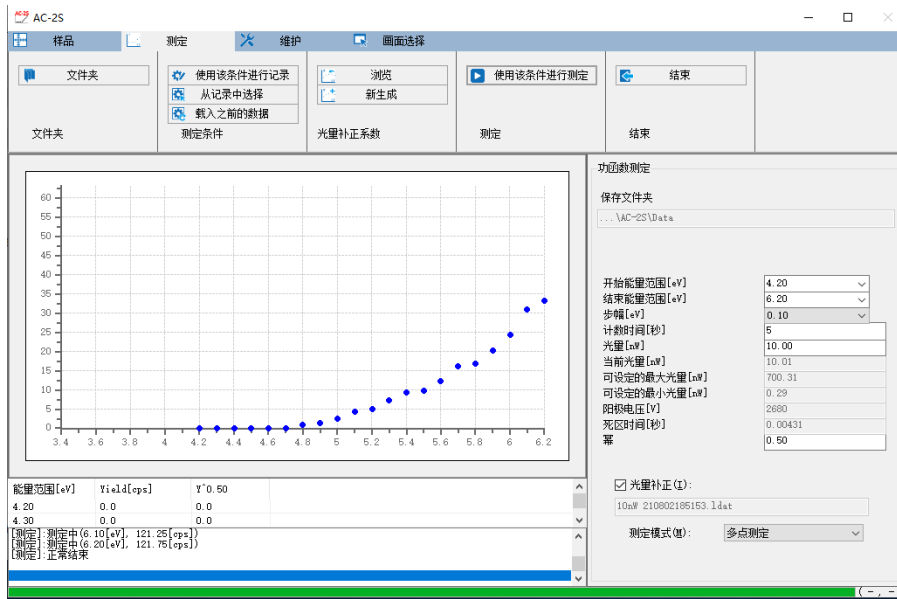 AC-2S
样品 测定 维护 画面选择
文件夹 使用该条件进行记录 浏览 使用该条件进行测定 结束
从记录中选择 新生成
载入之前的数据
文件夹 测定条件 光量补正系数 测定 结束
功函数测定
保存文件夹
...\AC-2S\Data
60
55
50
45
40
35
30
25
20
15
10
5
0
3.4 3.6 3.8 4 4.2 4.4 4.6 4.8 5 5.2 5.4 5.6 5.8 6 6.2
开始能量范围[eV] 4.20
结束能量范围[eV] 6.20
步幅[eV] 0.10
计数时间[秒] 5
光量[nW] 10.00
当前光量[nW] 10.01
可设定的最大光量[nW] 700.31
可设定的最小光量[nW] 0.29
阳极电压[V] 2680
死区时间[秒] 0.00431
幂 0.50
光量补正(I):
10nW 210802185153.ldat
测定模式(M): 多点测定
能量范围[eV] Yield[cps] Y^0.50
4.20 0.0 0.0
4.30 0.0 0.0
[测定]:测定中(6.10[eV], 121.25[cps])
[测定]:测定中(6.20[eV], 121.75[cps])
[测定]:正常结束
(-, -